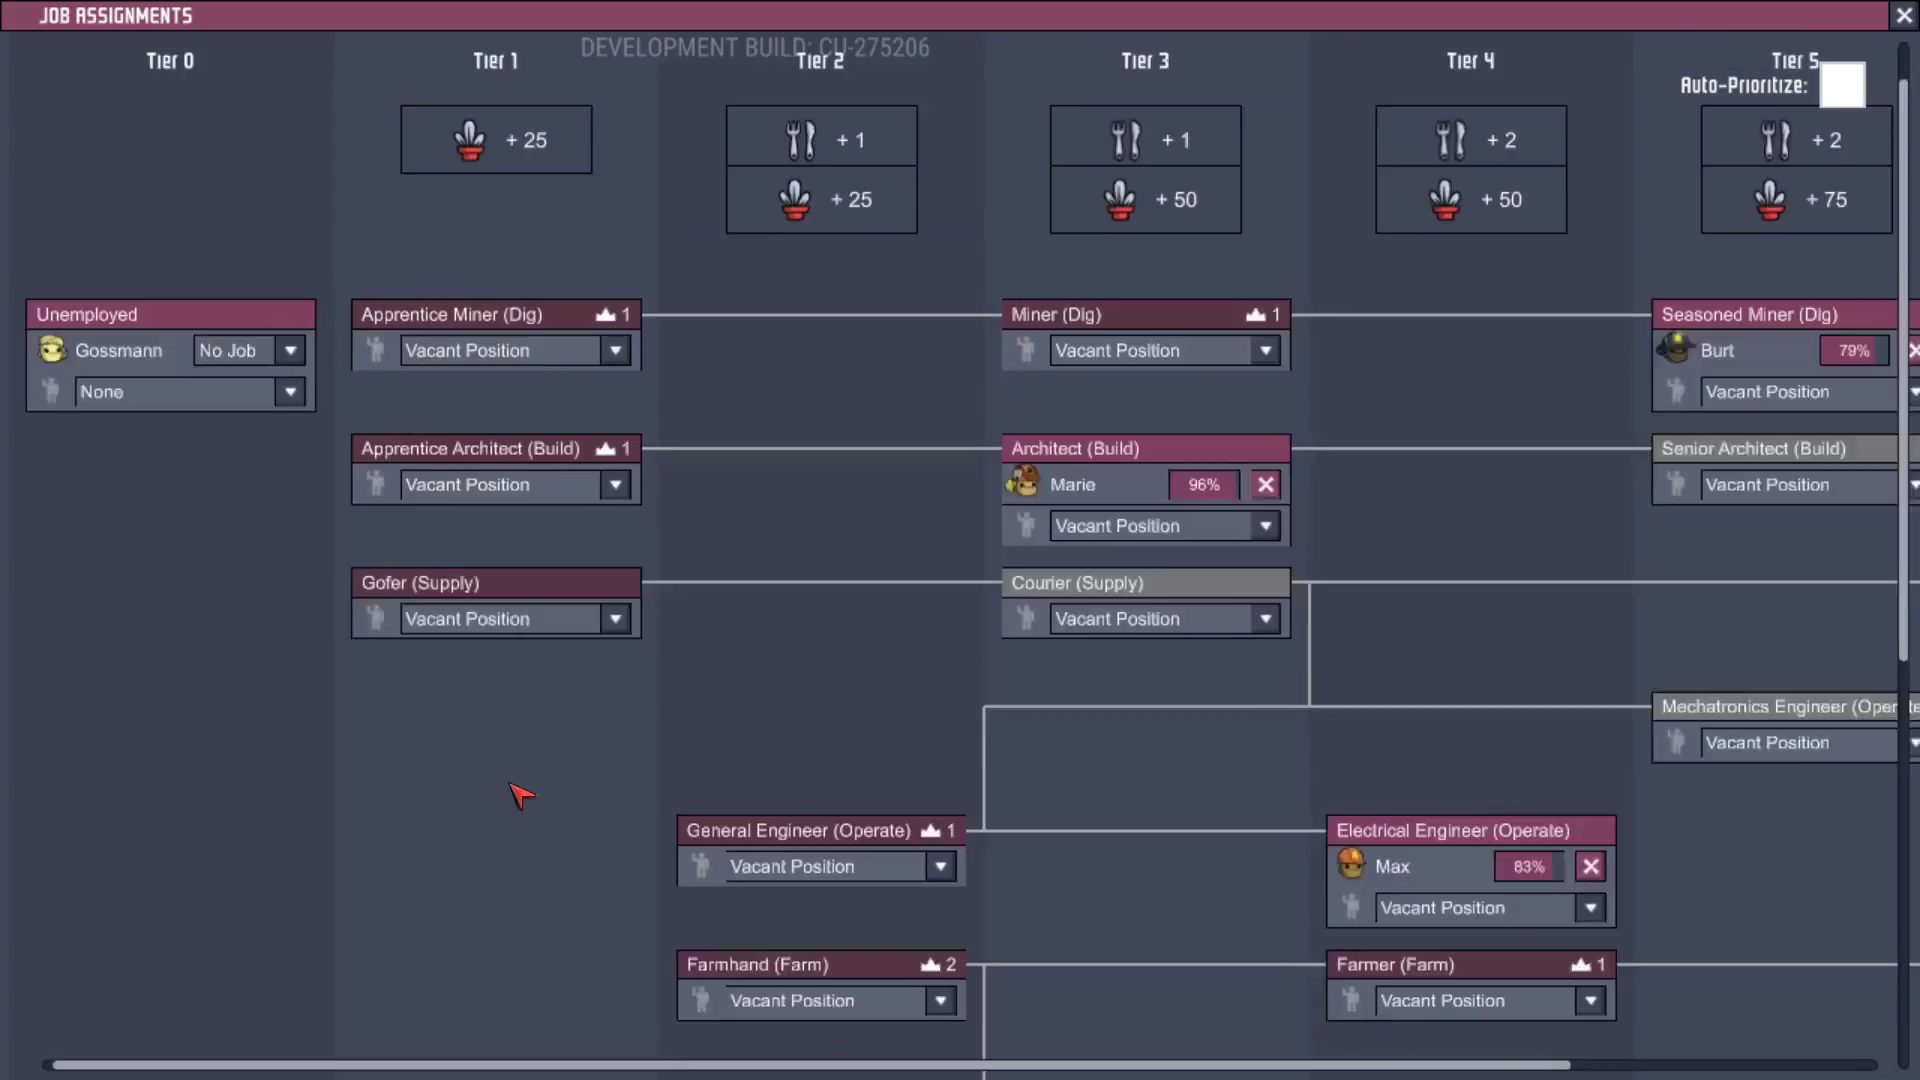 JOB ASSIGNMENTS
DEVELOPMENT BUILD: CU-275206
Tier 0
Tier 1
Tier 2
Tier 3
Tier 4
Tier 5
Auto-Prioritize:
+ 25
+ 1
+ 1
+ 2
+ 2
+ 25
+ 50
+ 50
+ 75
Unemployed
Gossmann
No Job
None
Apprentice Miner (Dig)
1
Vacant Position
Miner (Dig)
1
Vacant Position
Seasoned Miner (Dig)
Burt
79%
Vacant Position
Apprentice Architect (Build)
1
Vacant Position
Architect (Build)
Marie
96%
Vacant Position
Senior Architect (Build)
Vacant Position
Gofer (Supply)
Vacant Position
Courier (Supply)
Vacant Position
Mechatronics Engineer (Operate
Vacant Position
General Engineer (Operate)
1
Vacant Position
Electrical Engineer (Operate)
Max
83%
Vacant Position
Farmhand (Farm)
2
Vacant Position
Farmer (Farm)
1
Vacant Position